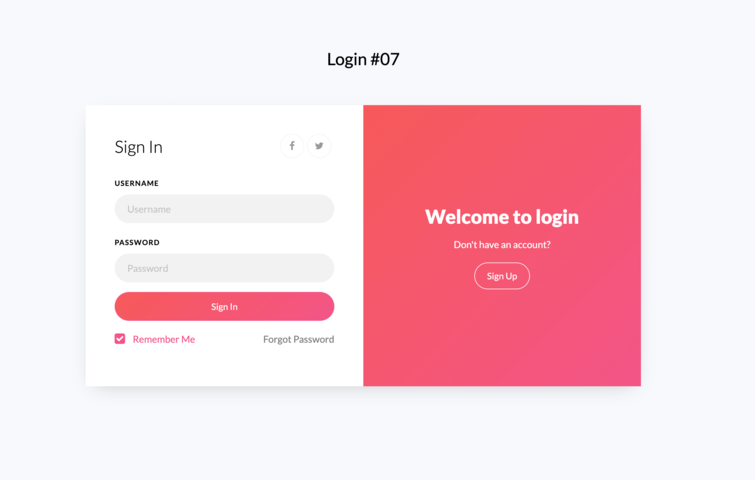 Login #07
Sign In
USERNAME
Username
PASSWORD
Password
Sign In
Remember Me
Forgot Password
Welcome to login
Don't have an account?
Sign Up